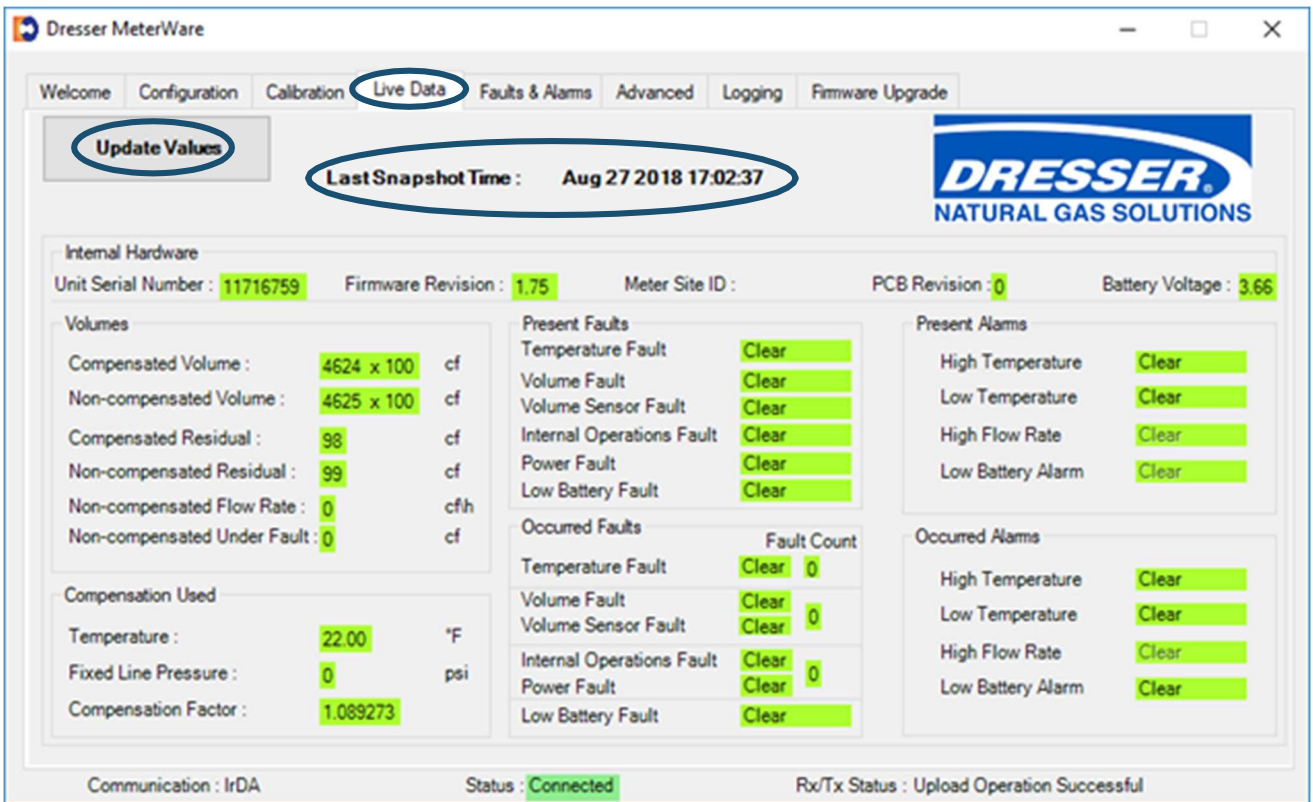 Dresser MeterWare
Welcome Configuration Calibration Live Data Faults & Alarms Advanced Logging Firmware Upgrade
Update Values
Last Snapshot Time : Aug 27 2018 17:02:37
DRESSER®
NATURAL GAS SOLUTIONS
Internal Hardware
Unit Serial Number : 11716759 Firmware Revision : 1.75 Meter Site ID : PCB Revision : 0 Battery Voltage : 3.66
Volumes
Compensated Volume : 4624 x 100 cf
Non-compensated Volume : 4625 x 100 cf
Compensated Residual : 98 cf
Non-compensated Residual : 99 cf
Non-compensated Flow Rate : 0 cf\h
Non-compensated Under Fault : 0 cf
Compensation Used
Temperature : 22.00 °F
Fixed Line Pressure : 0 psi
Compensation Factor : 1.089273
Present Faults
Temperature Fault Clear
Volume Fault Clear
Volume Sensor Fault Clear
Internal Operations Fault Clear
Power Fault Clear
Low Battery Fault Clear
Occurred Faults
Fault Count
Temperature Fault Clear 0
Volume Fault Clear
Volume Sensor Fault Clear 0
Internal Operations Fault Clear
Power Fault Clear 0
Low Battery Fault Clear
Present Alarms
High Temperature Clear
Low Temperature Clear
High Flow Rate Clear
Low Battery Alarm Clear
Occurred Alarms
High Temperature Clear
Low Temperature Clear
High Flow Rate Clear
Low Battery Alarm Clear
Communication : IrDA Status : Connected Rx/Tx Status : Upload Operation Successful